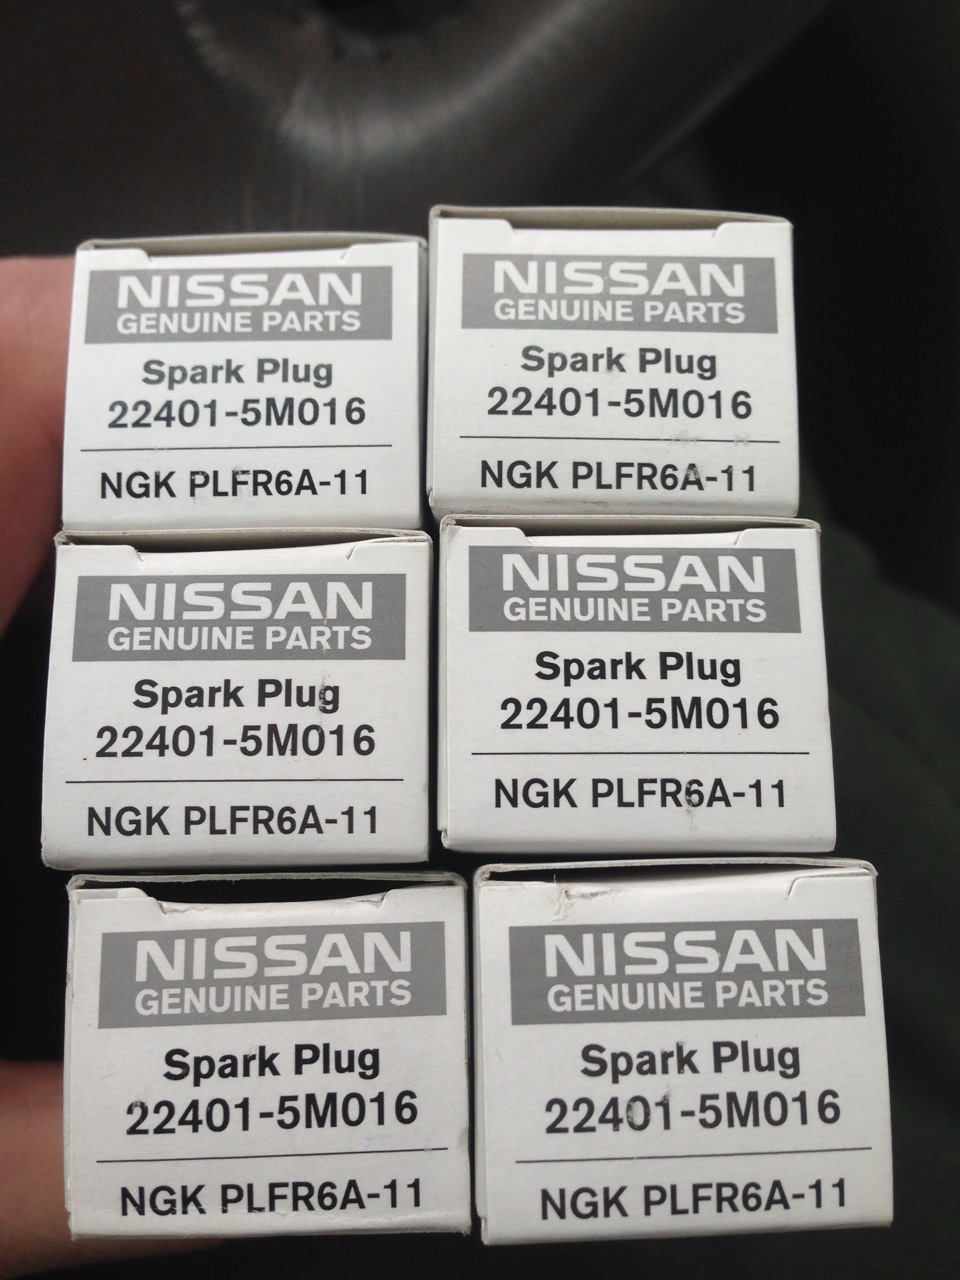 NISSAN
GENUINE PARTS
Spark Plug
22401-5M016
NGK PLFR6A-11
NISSAN
GENUINE PARTS
Spark Plug
22401-5M016
NGK PLFR6A-11
NISSAN
GENUINE PARTS
Spark Plug
22401-5M016
NGK PLFR6A-11
NISSAN
GENUINE PARTS
Spark Plug
22401-5M016
NGK PLFR6A-11
NISSAN
GENUINE PARTS
Spark Plug
22401-5M016
NGK PLFR6A-11
NISSAN
GENUINE PARTS
Spark Plug
22401-5M016
NGK PLFR6A-11